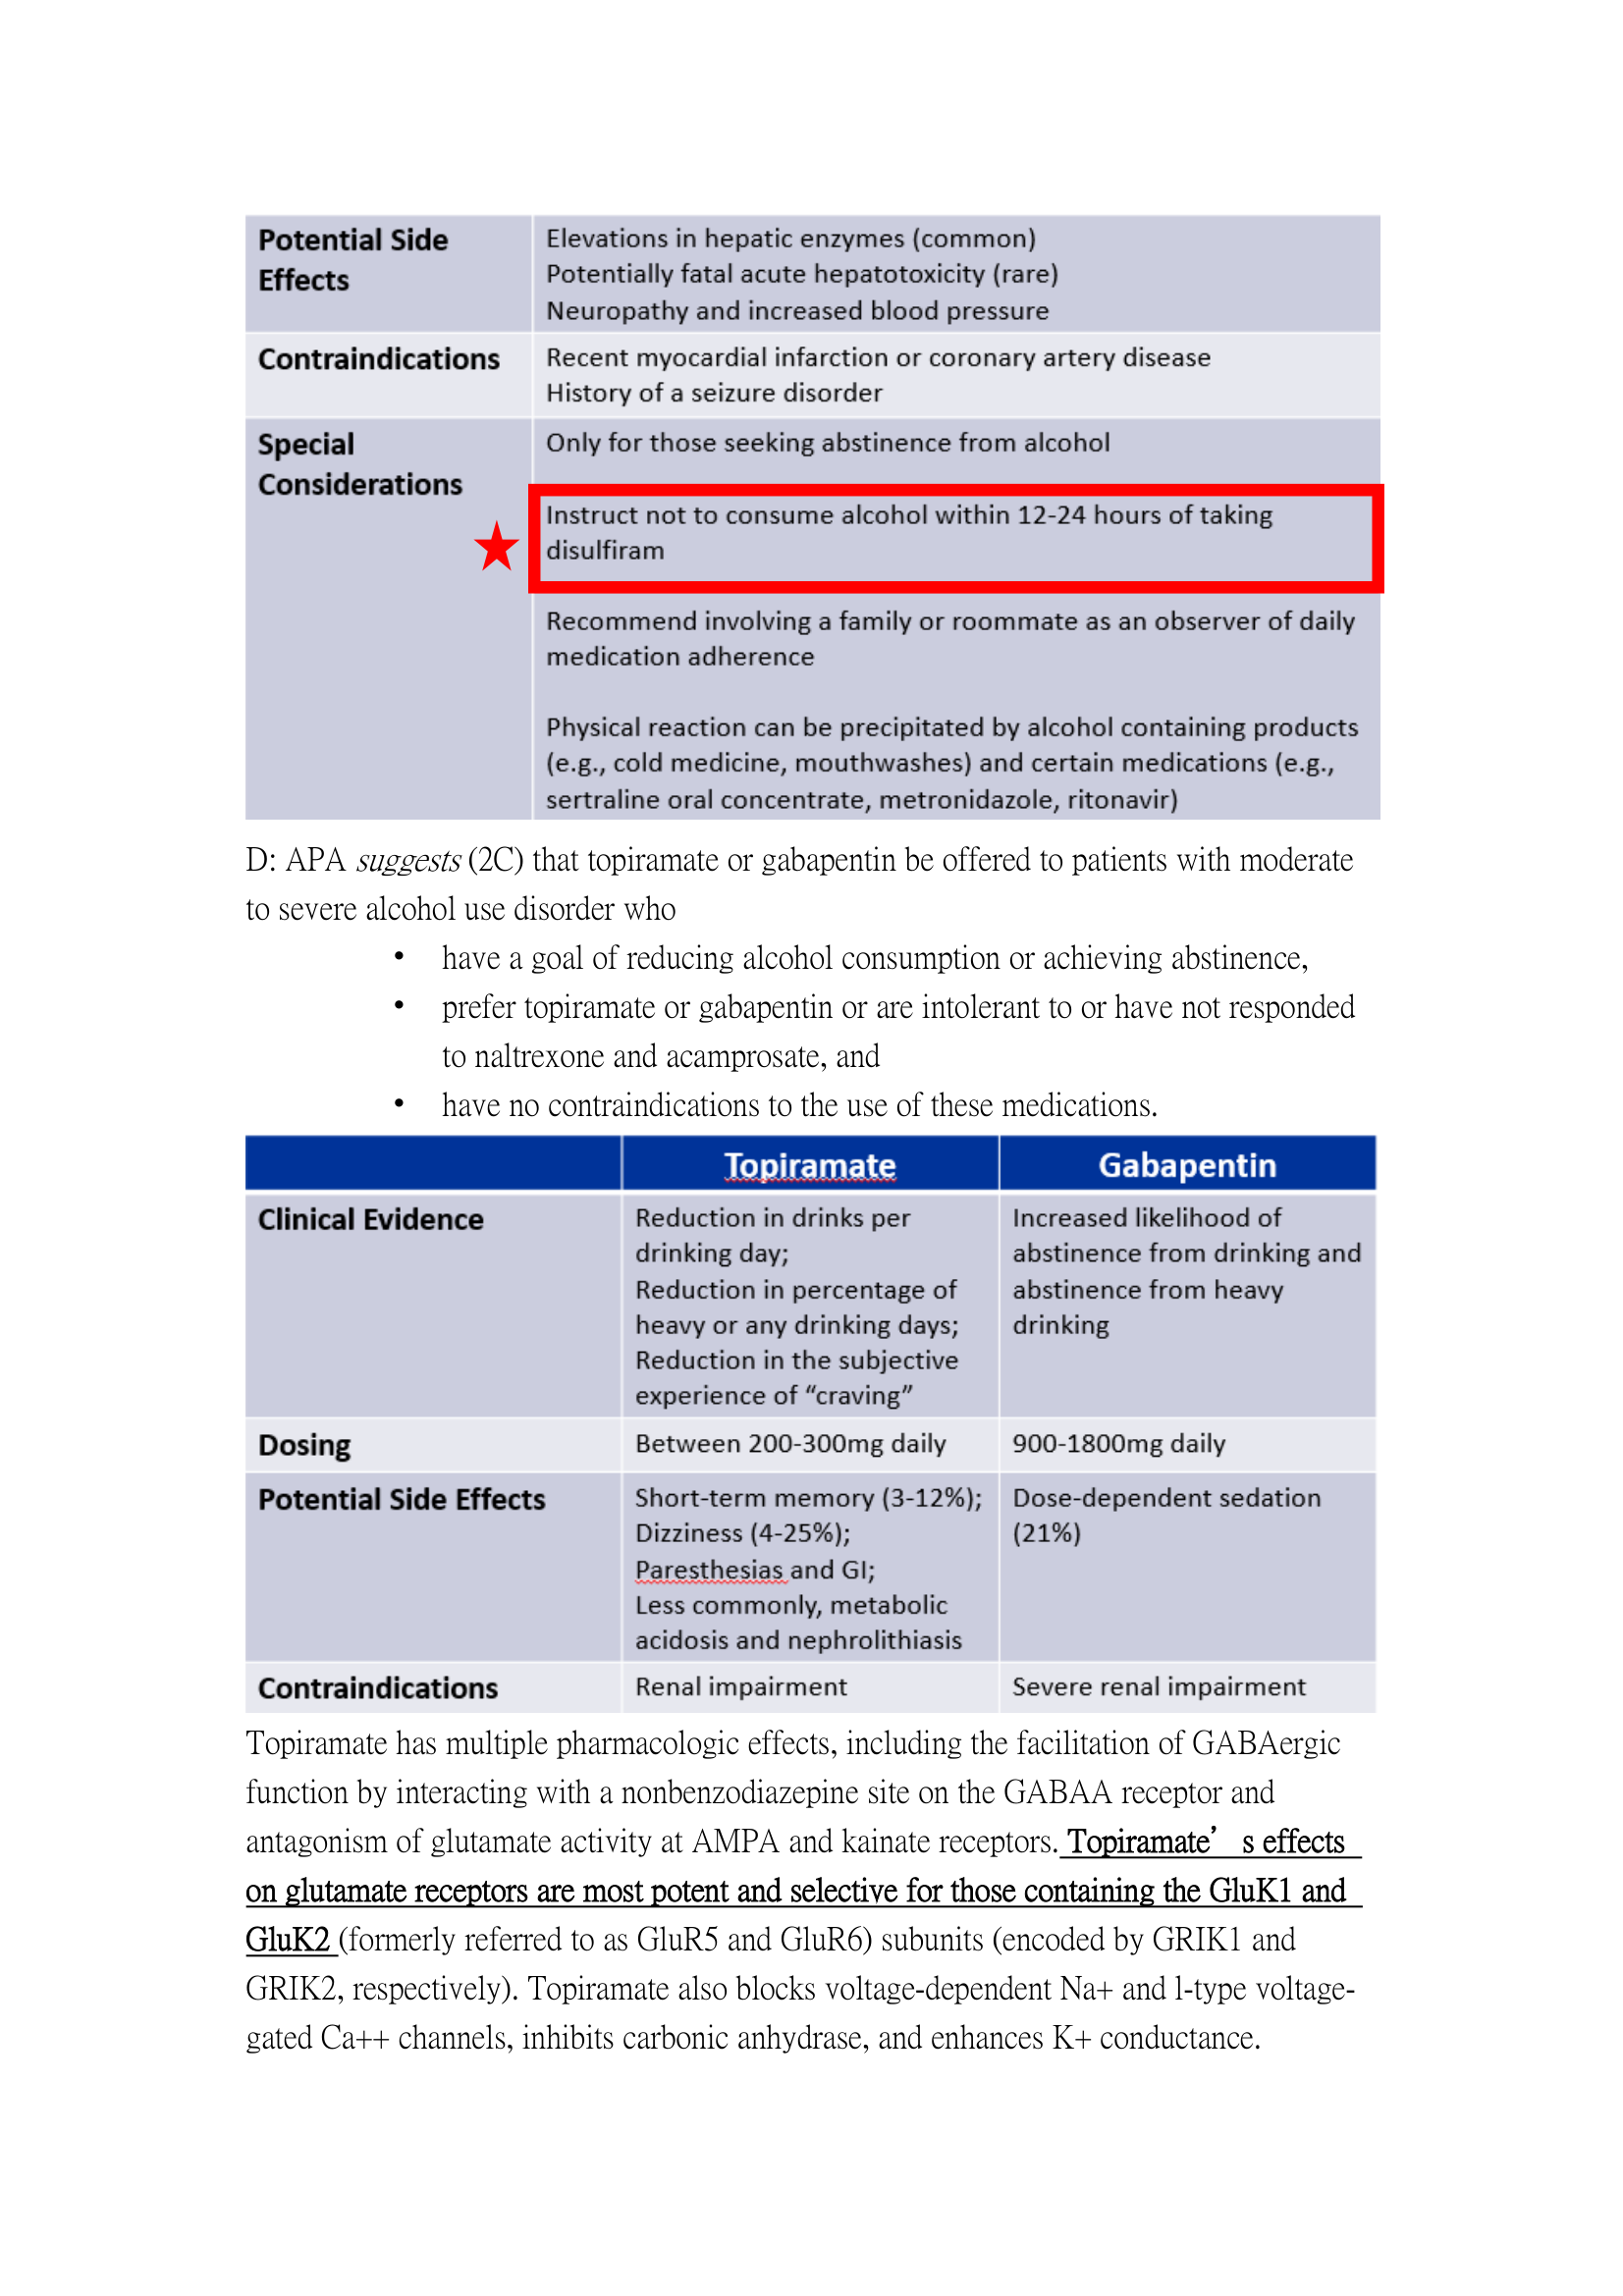 Potential Side
Effects
Elevations in hepatic enzymes (common)
Potentially fatal acute hepatotoxicity (rare)
Neuropathy and increased blood pressure
Contraindications
Recent myocardial infarction or coronary artery disease
History of a seizure disorder
Special
Considerations
Only for those seeking abstinence from alcohol
Instruct not to consume alcohol within 12-24 hours of taking
disulfiram
Recommend involving a family or roommate as an observer of daily
medication adherence
Physical reaction can be precipitated by alcohol containing products
(e.g., cold medicine, mouthwashes) and certain medications (e.g.,
sertraline oral concentrate, metronidazole, ritonavir)
D: APA suggests (2C) that topiramate or gabapentin be offered to patients with moderate
to severe alcohol use disorder who
• have a goal of reducing alcohol consumption or achieving abstinence,
• prefer topiramate or gabapentin or are intolerant to or have not responded
to naltrexone and acamprosate, and
• have no contraindications to the use of these medications.
Topiramate Gabapentin
Clinical Evidence
Reduction in drinks per
drinking day;
Reduction in percentage of
heavy or any drinking days;
Reduction in the subjective
experience of “craving”
Increased likelihood of
abstinence from drinking and
abstinence from heavy
drinking
Dosing
Between 200-300mg daily
900-1800mg daily
Potential Side Effects
Short-term memory (3-12%);
Dizziness (4-25%);
Paresthesias and GI;
Less commonly, metabolic
acidosis and nephrolithiasis
Dose-dependent sedation
(21%)
Contraindications
Renal impairment
Severe renal impairment
Topiramate has multiple pharmacologic effects, including the facilitation of GABAergic
function by interacting with a nonbenzodiazepine site on the GABAA receptor and
antagonism of glutamate activity at AMPA and kainate receptors. Topiramate’s effects
on glutamate receptors are most potent and selective for those containing the GluK1 and
GluK2 (formerly referred to as GluR5 and GluR6) subunits (encoded by GRIK1 and
GRIK2, respectively). Topiramate also blocks voltage-dependent Na+ and l-type voltage-
gated Ca++ channels, inhibits carbonic anhydrase, and enhances K+ conductance.